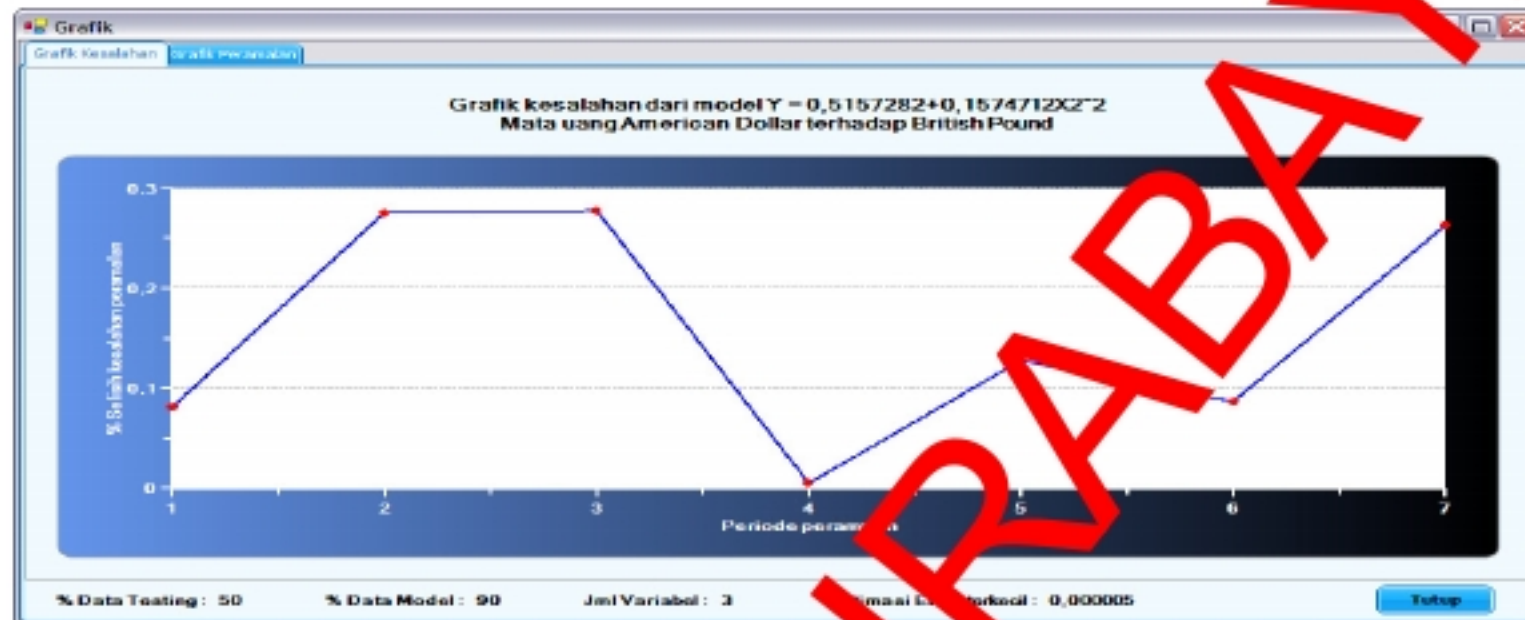 Grafik
Grafik Kesalahan Grafik Peramalan
Grafik kesalahan dari model Y = 0,5157282+0,1574712X2^2
Mata uang American Dollar terhadap British Pound
% Selisih kesalahan peramalan
0.3
0,2
0.1
0
1 2 3 4 5 6 7
Periode
% Data Testing : 50 % Data Model : 90 Jml Variabel : 3 : 0,000005
Tutup
RABAY